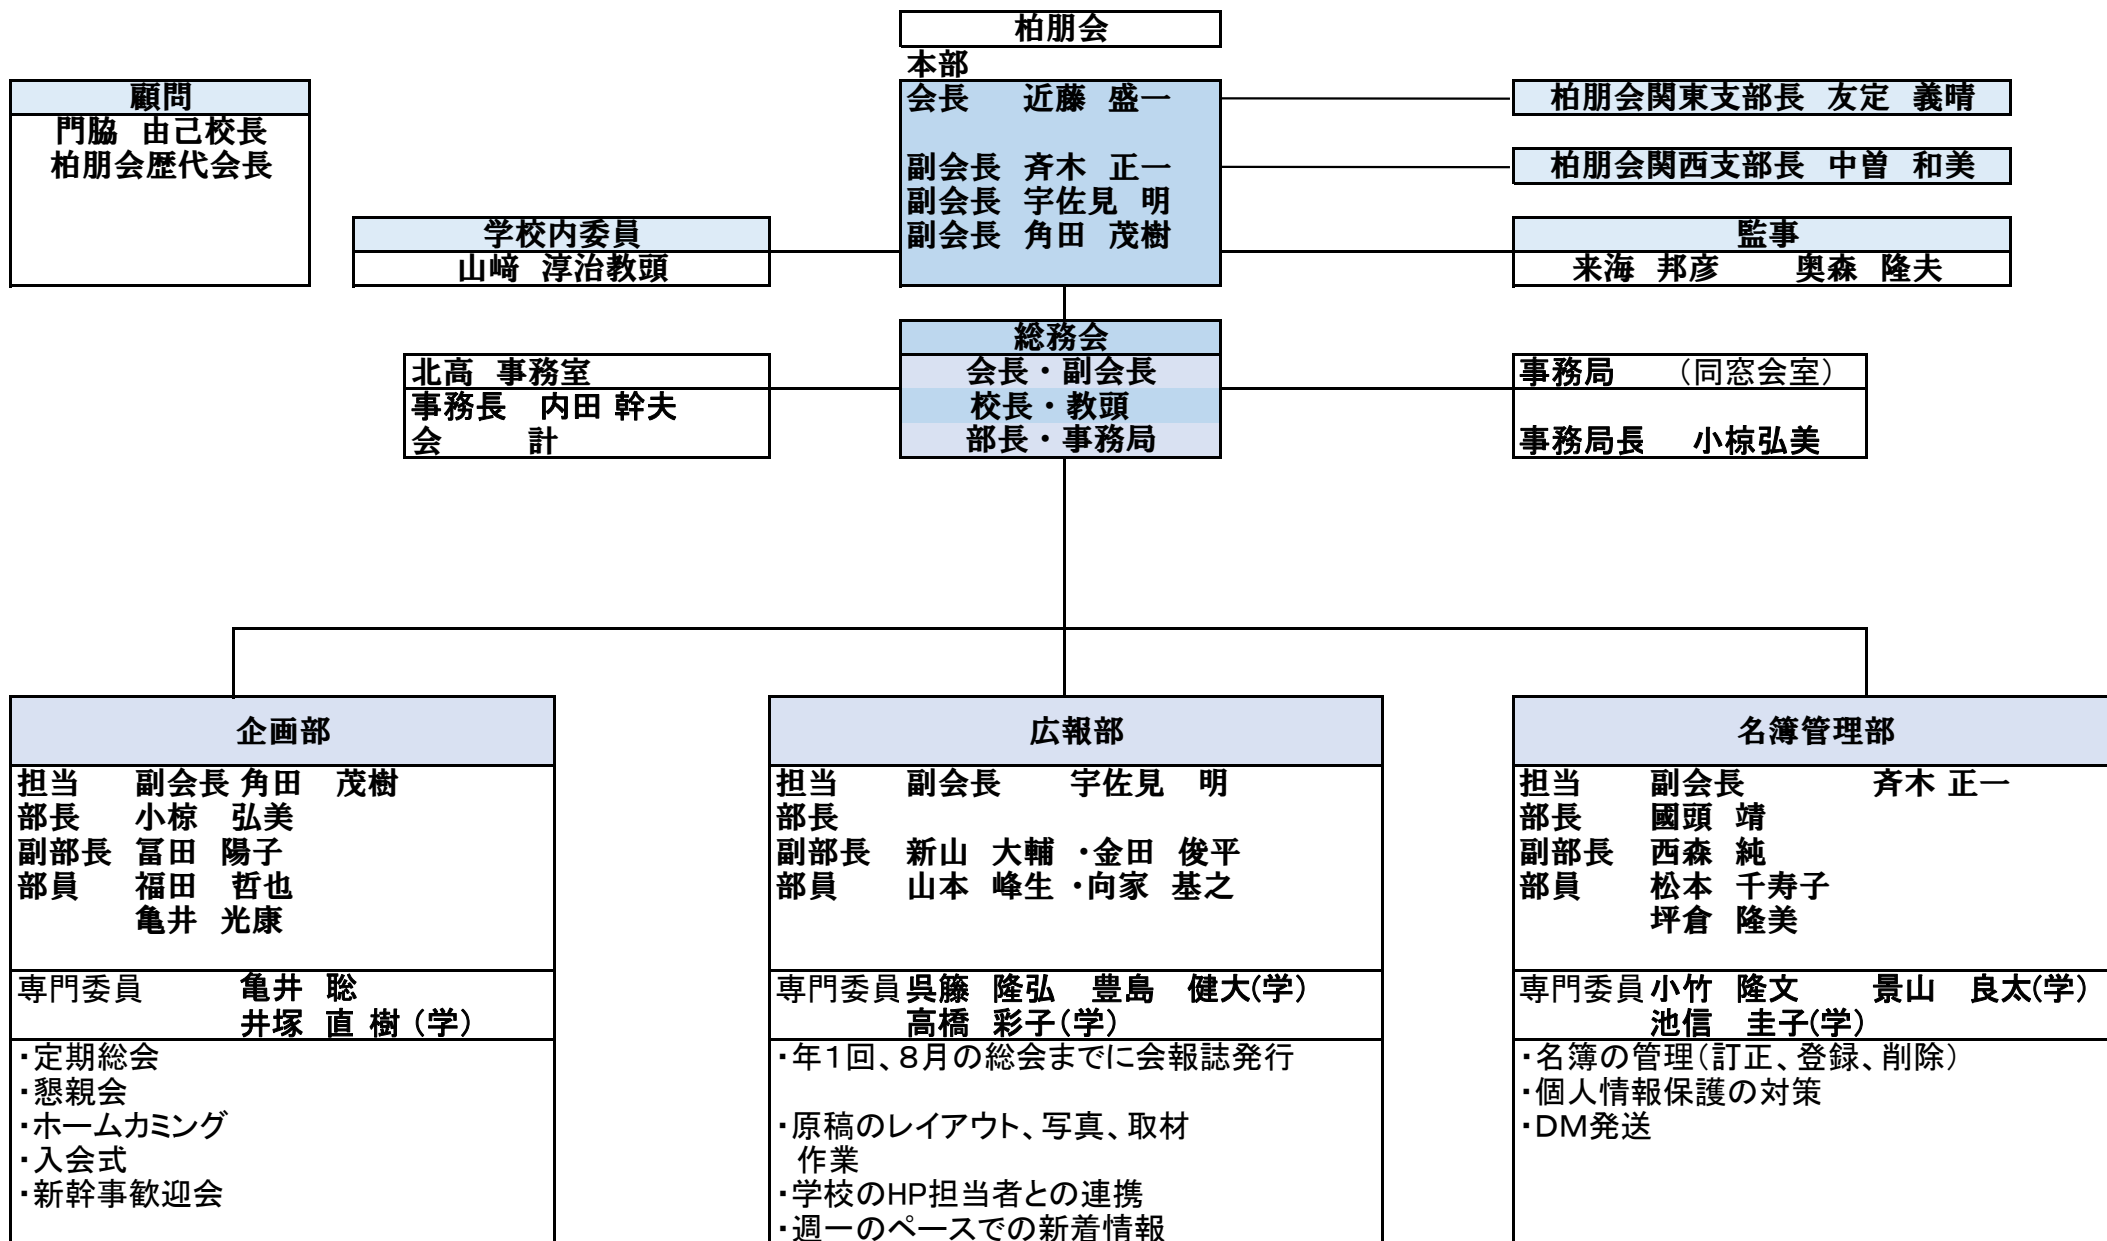 柏朋会
本部
会長 近藤 盛一
副会長 斉木 正一
副会長 宇佐見 明
副会長 角田 茂樹
顧問
門脇 由己校長
柏朋会歴代会長
学校内委員
山﨑 淳治教頭
柏朋会関東支部長 友定 義晴
柏朋会関西支部長 中曽 和美
監事
来海 邦彦 奥森 隆夫
総務会
会長・副会長
校長・教頭
部長・事務局
北高 事務室
事務長 内田 幹夫
会 計
事務局 (同窓会室)
事務局長 小椋弘美
企画部
担当 副会長 角田 茂樹
部長 小椋 弘美
副部長 冨田 陽子
部員 福田 哲也
亀井 光康
専門委員 亀井 聡
井塚 直樹 (学)
・定期総会
・懇親会
・ホームカミング
・入会式
・新幹事歓迎会
広報部
担当 副会長 宇佐見 明
部長
副部長 新山 大輔 ・金田 俊平
部員 山本 峰生 ・向家 基之
専門委員 呉藤 隆弘 豊島 健大(学)
高橋 彩子(学)
・年1回、8月の総会までに会報誌発行
・原稿のレイアウト、写真、取材
作業
・学校のHP担当者との連携
・週一のペースでの新着情報
名簿管理部
担当 副会長 斉木 正一
部長 國頭 靖
副部長 西森 純
部員 松本 千寿子
坪倉 隆美
専門委員 小竹 隆文 景山 良太(学)
池信 圭子(学)
・名簿の管理(訂正、登録、削除)
・個人情報保護の対策
・DM発送